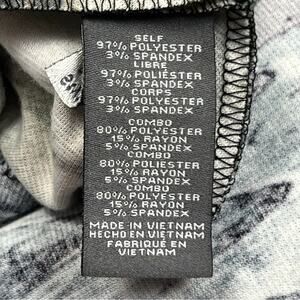 SELF
97% POLYESTER
3% SPANDEX
LIBRE
97% POLIÉSTER
3% SPANDEX
CORPS
97% POLYESTER
3% SPANDEX
COMBO
80% POLYESTER
15% RAYON
5% SPANDEX
COMBO
80% POLIESTER
15% RAYON
5% SPANDEX
COMBO
80% POLYESTER
15% RAYON
5% SPANDEX
MADE IN VIETNAM
HECHO EN VIETNAM
FABRIQUÉ EN
VIETNAM